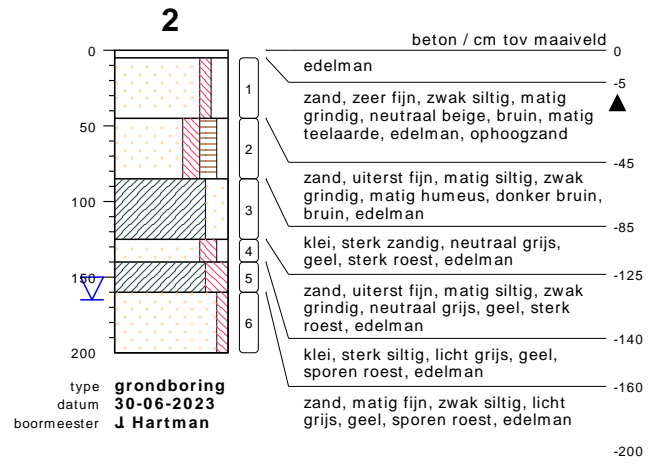 2
beton / cm tov maaiveld
0
0
edelman
-5
zand, zeer fijn, zwak siltig, matig
grindig, neutraal beige, bruin, matig
teelaarde, edelman, ophoogzand
1
50
-45
zand, uiterst fijn, matig siltig, zwak
grindig, matig humeus, donker bruin,
bruin, edelman
2
-85
klei, sterk zandig, neutraal grijs,
geel, sterk roest, edelman
100
3
-125
zand, uiterst fijn, matig siltig, zwak
grindig, neutraal grijs, geel, sterk
roest, edelman
4
-140
klei, sterk siltig, licht grijs, geel,
sporen roest, edelman
150
5
-160
zand, matig fijn, zwak siltig, licht
grijs, geel, sporen roest, edelman
6
200
-200
type grondboring
datum 30-06-2023
boormeester J. Hartman